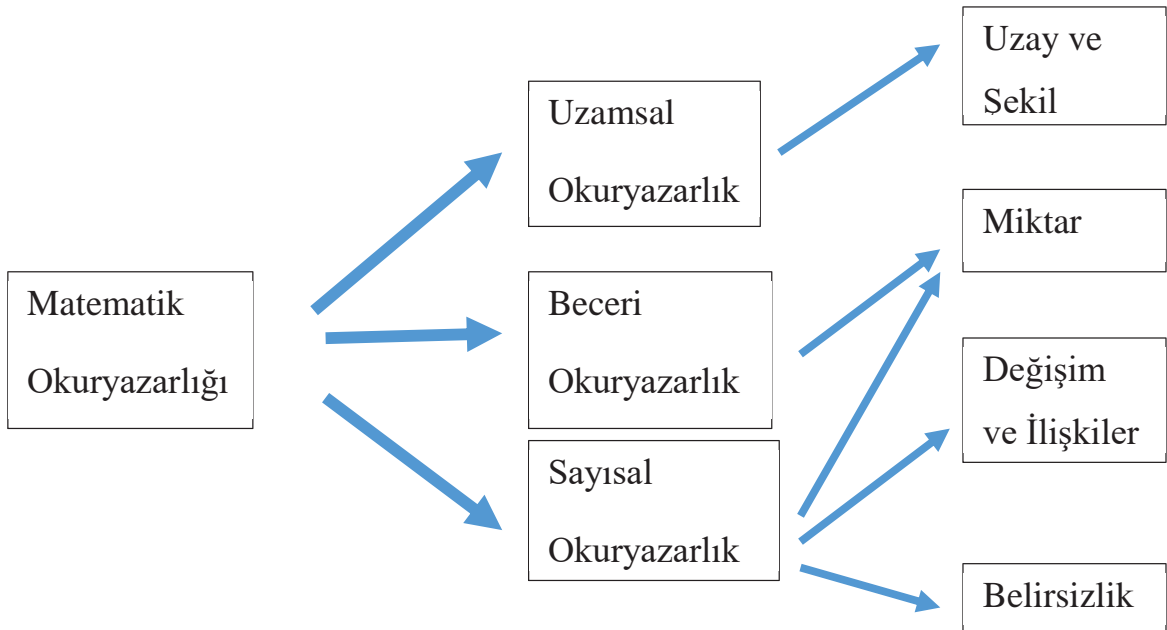 Matematik
Okuryazarlığı
Uzamsal
Okuryazarlık
Beceri
Okuryazarlık
Sayısal
Okuryazarlık
Uzay ve
Şekil
Miktar
Değişim
ve İlişkiler
Belirsizlik